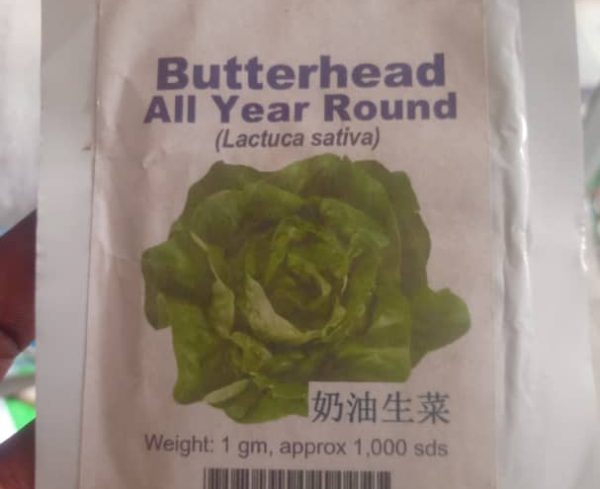 Butterhead
All Year Round
(Lactuca sativa)
奶油生菜
Weight: 1 gm, approx 1,000 sds